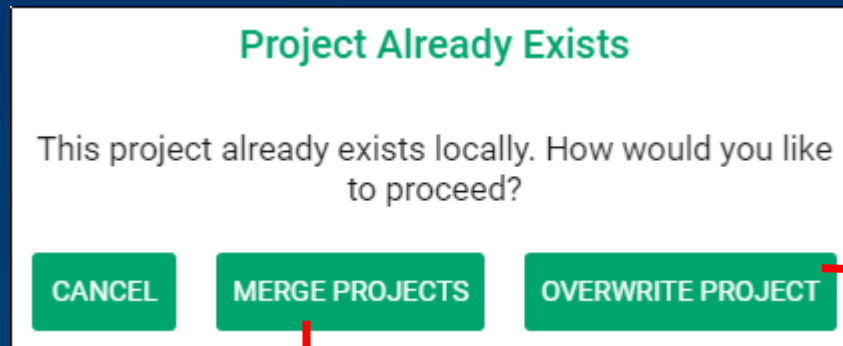 Project Already Exists
This project already exists locally. How would you like
to proceed?
CANCEL MERGE PROJECTS OVERWRITE PROJECT